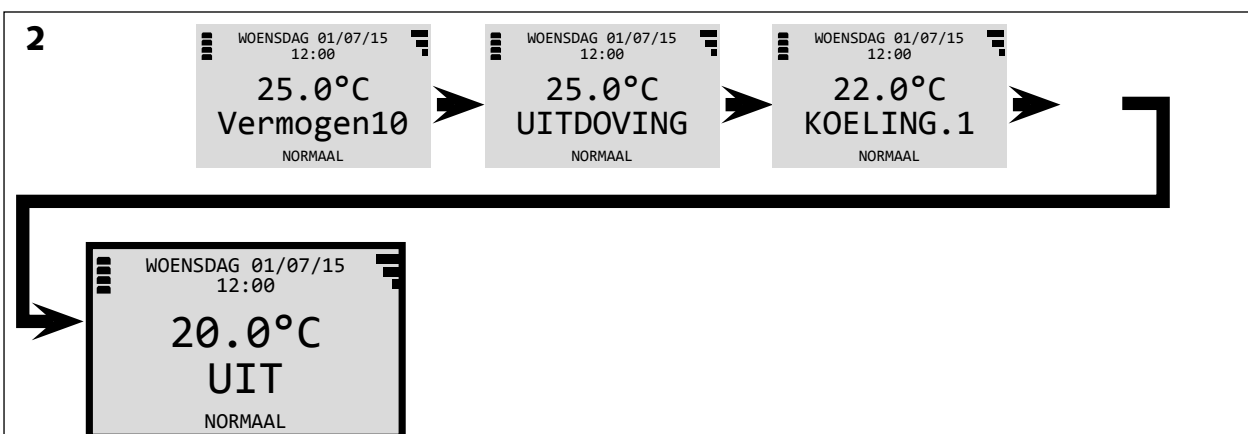 2
WOENSDAG 01/07/15
12:00
25.0°C
Vermogen10
NORMAAL
WOENSDAG 01/07/15
12:00
25.0°C
UITDOVING
NORMAAL
WOENSDAG 01/07/15
12:00
22.0°C
KOELING.1
NORMAAL
WOENSDAG 01/07/15
12:00
20.0°C
UIT
NORMAAL